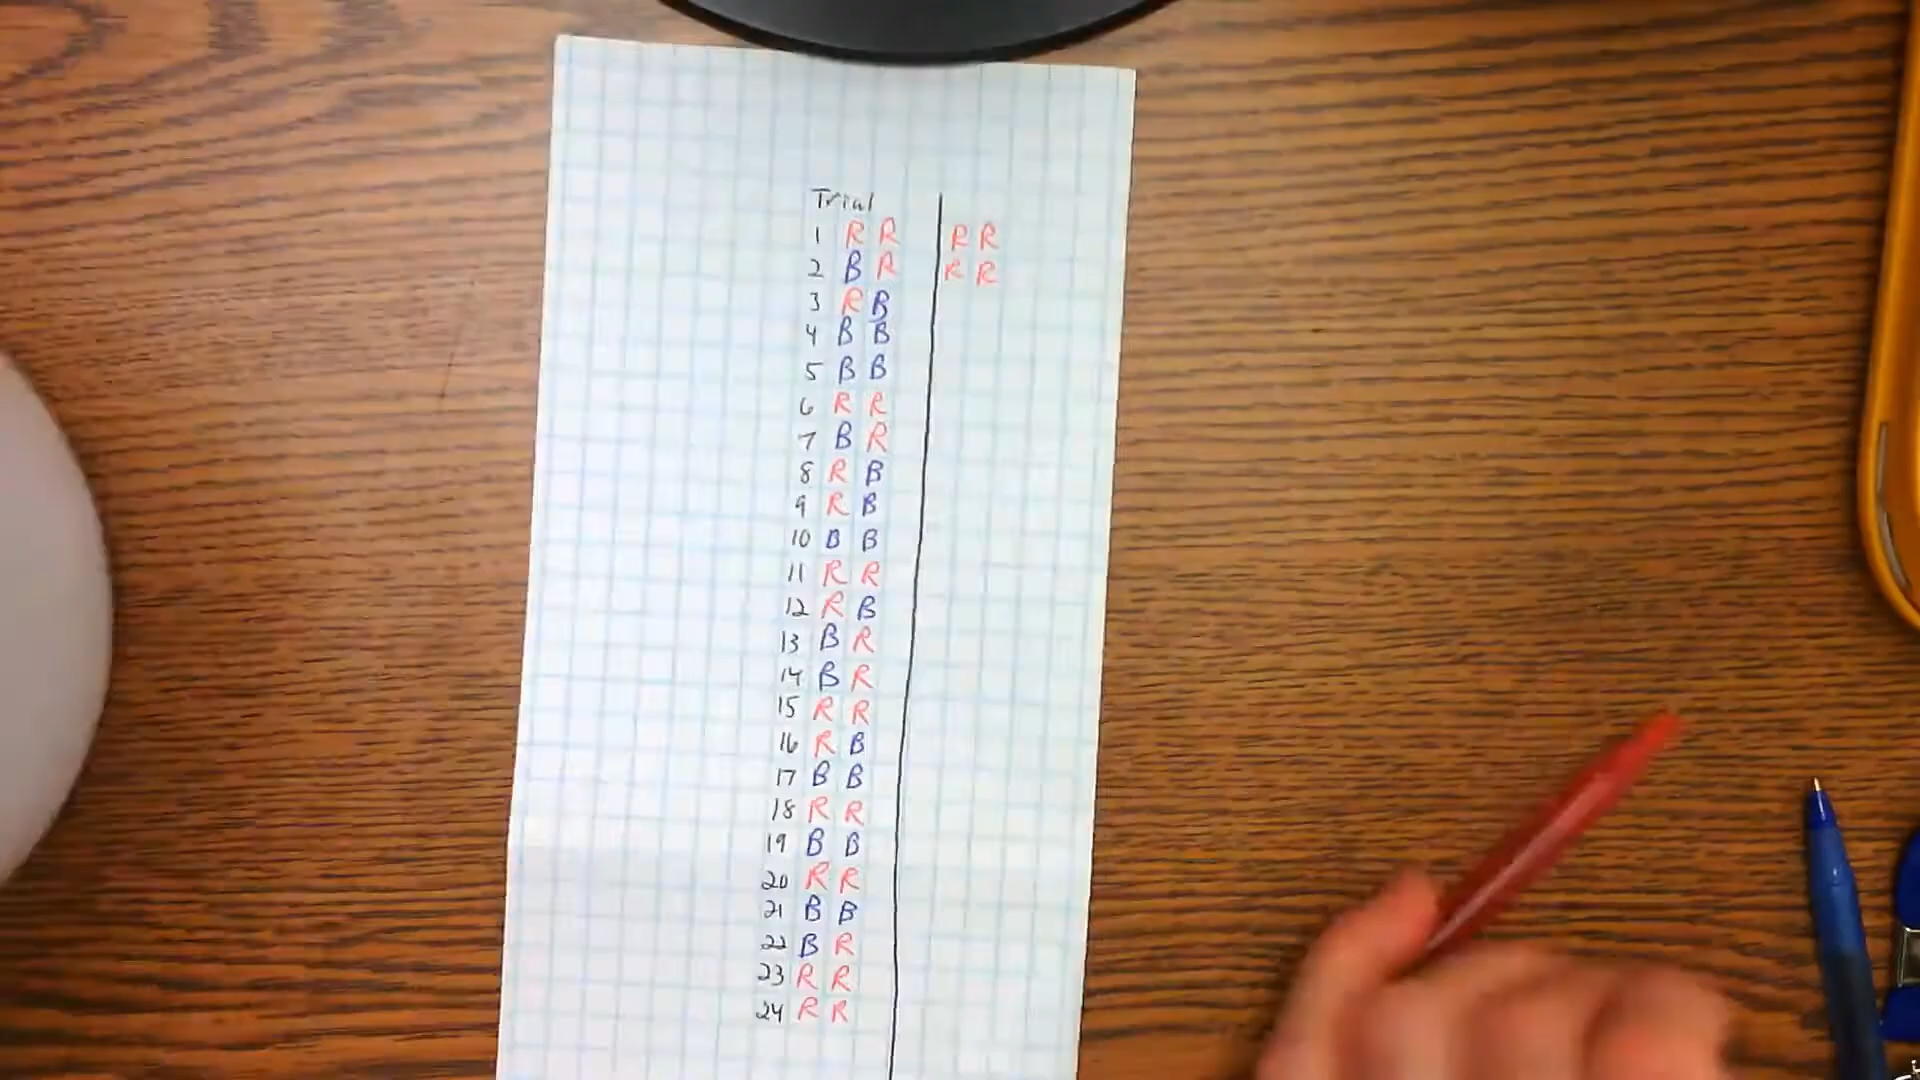 Trial
1 R R R R
2 B R R R
3 R B
4 B B
5 B B
6 R R
7 B R
8 R B
9 R B
10 B B
11 R R
12 R B
13 B R
14 B R
15 R R
16 R B
17 B B
18 R R
19 B B
20 R R
21 B B
22 B R
23 R R
24 R R